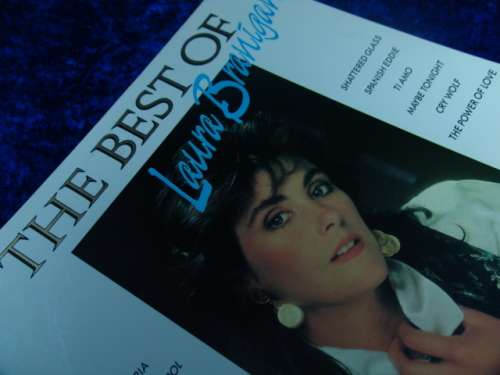 THE BEST OF
Laura Branigan
SHATTERED GLASS
SPANISH EDDIE
TI AMO
MAYBE TONIGHT
CRY WOLF
THE POWER OF LOVE